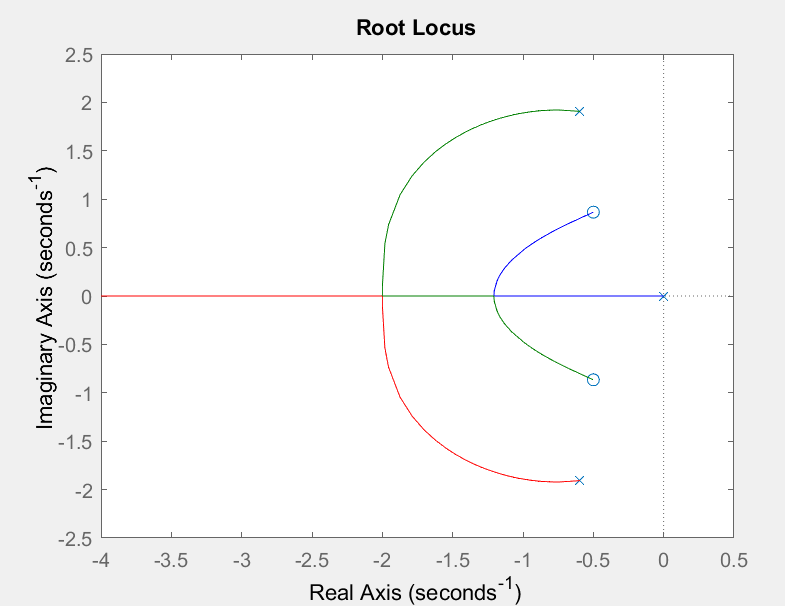 Root Locus
2.5
2
1.5
1
0.5
0
-0.5
-1
-1.5
-2
-2.5
Imaginary Axis (seconds⁻¹)
-4 -3.5 -3 -2.5 -2 -1.5 -1 -0.5 0 0.5
Real Axis (seconds⁻¹)